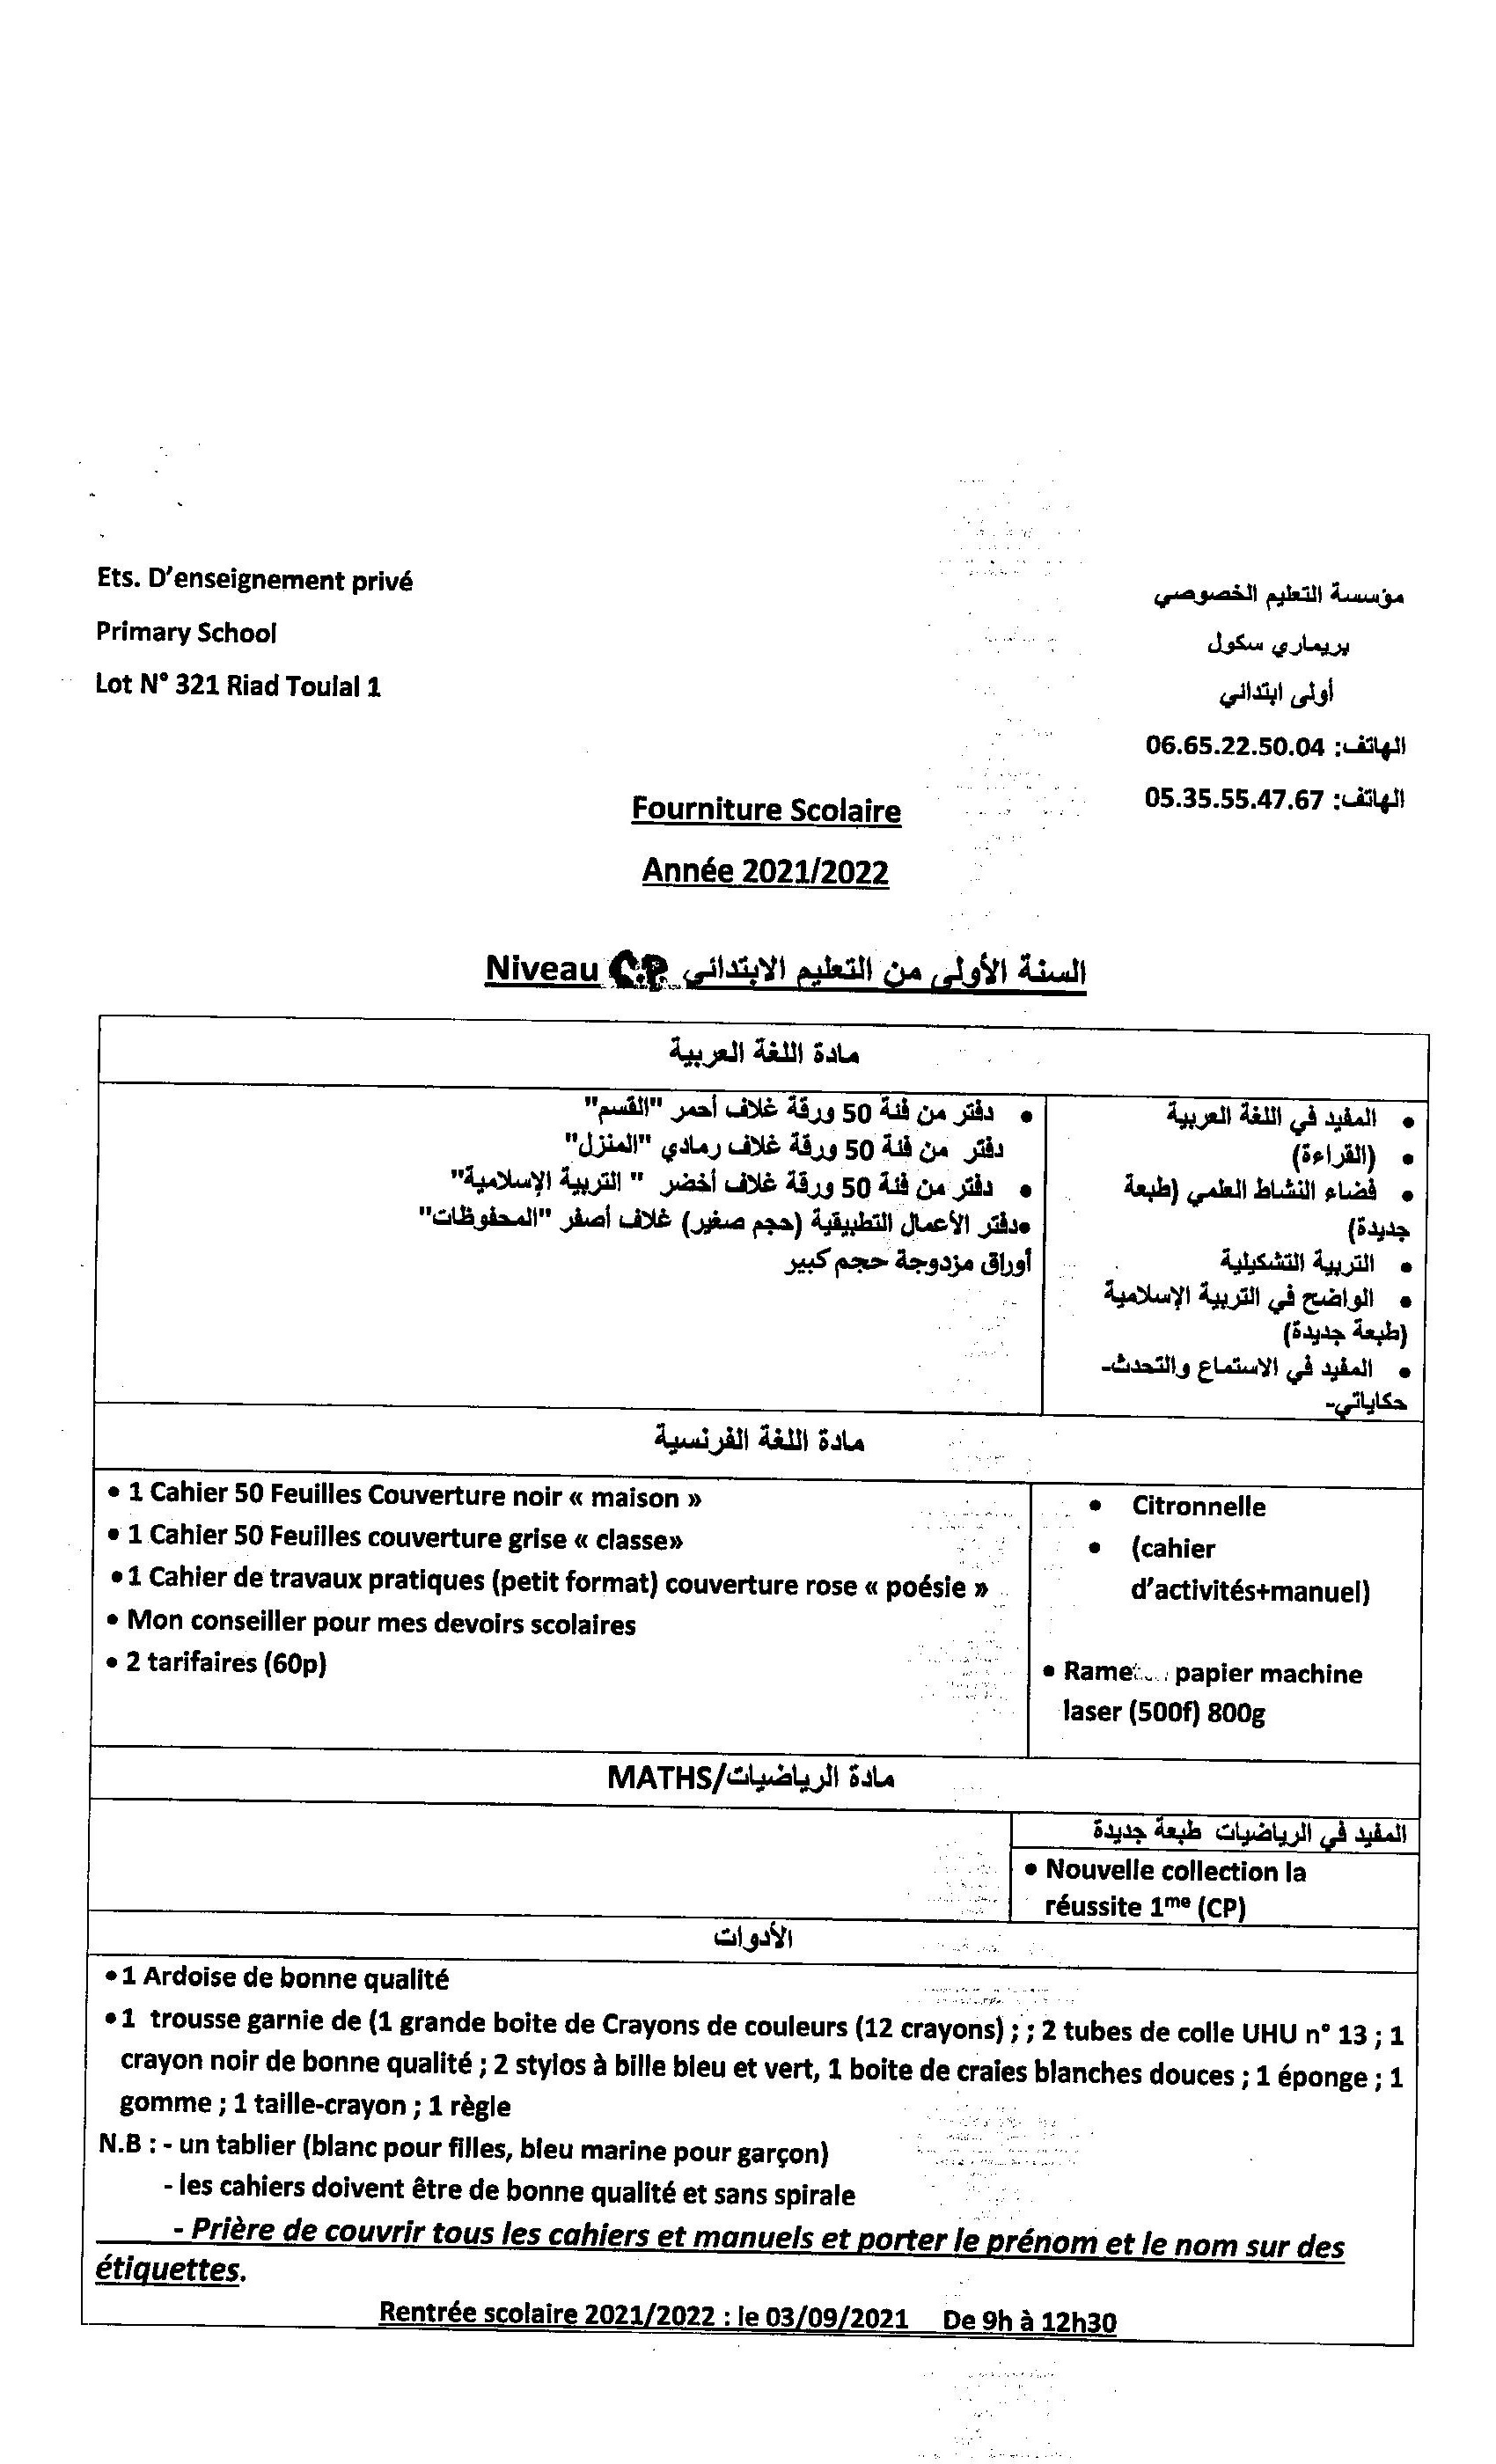 Ets. D'enseignement privé
Primary School
Lot N° 321 Riad Toulal 1
مؤسسة التعليم الخصوصي
بريماري سكول
أولى ابتدائي
الهاتف: 06.65.22.50.04
الهاتف: 05.35.55.47.67
Fourniture Scolaire
Année 2021/2022
Niveau C.P. السنة الأولى من التعليم الابتدائي
مادة اللغة العربية
• المفيد في اللغة العربية
• (القراءة)
• فضاء النشاط العلمي (طبعة
جديدة)
• التربية التشكيلية
• الواضح في التربية الإسلامية
(طبعة جديدة)
• المفيد في الاستماع والتحدث-
حكاياتي-
• دفتر من فئة 50 ورقة غلاف أحمر "القسم"
دفتر من فئة 50 ورقة غلاف رمادي "المنزل"
• دفتر من فئة 50 ورقة غلاف أخضر " التربية الإسلامية"
•دفتر الأعمال التطبيقية (حجم صغير) غلاف أصفر "المحفوظات"
أوراق مزدوجة حجم كبير
مادة اللغة الفرنسية
• 1 Cahier 50 Feuilles Couverture noir « maison »
• 1 Cahier 50 Feuilles couverture grise « classe»
• 1 Cahier de travaux pratiques (petit format) couverture rose « poésie »
• Mon conseiller pour mes devoirs scolaires
• 2 tarifaires (60p)
• Citronnelle
• (cahier
d'activités+manuel)
• Rame papier machine
laser (500f) 800g
مادة الرياضيات/MATHS
المفيد في الرياضيات طبعة جديدة
• Nouvelle collection la
réussite 1me (CP)
الأدوات
• 1 Ardoise de bonne qualité
• 1 trousse garnie de (1 grande boite de Crayons de couleurs (12 crayons) ; ; 2 tubes de colle UHU n° 13 ; 1
crayon noir de bonne qualité ; 2 stylos à bille bleu et vert, 1 boite de craies blanches douces ; 1 éponge ; 1
gomme ; 1 taille-crayon ; 1 règle
N.B : - un tablier (blanc pour filles, bleu marine pour garçon)
- les cahiers doivent être de bonne qualité et sans spirale
- Prière de couvrir tous les cahiers et manuels et porter le prénom et le nom sur des
étiquettes.
Rentrée scolaire 2021/2022 : le 03/09/2021 De 9h à 12h30